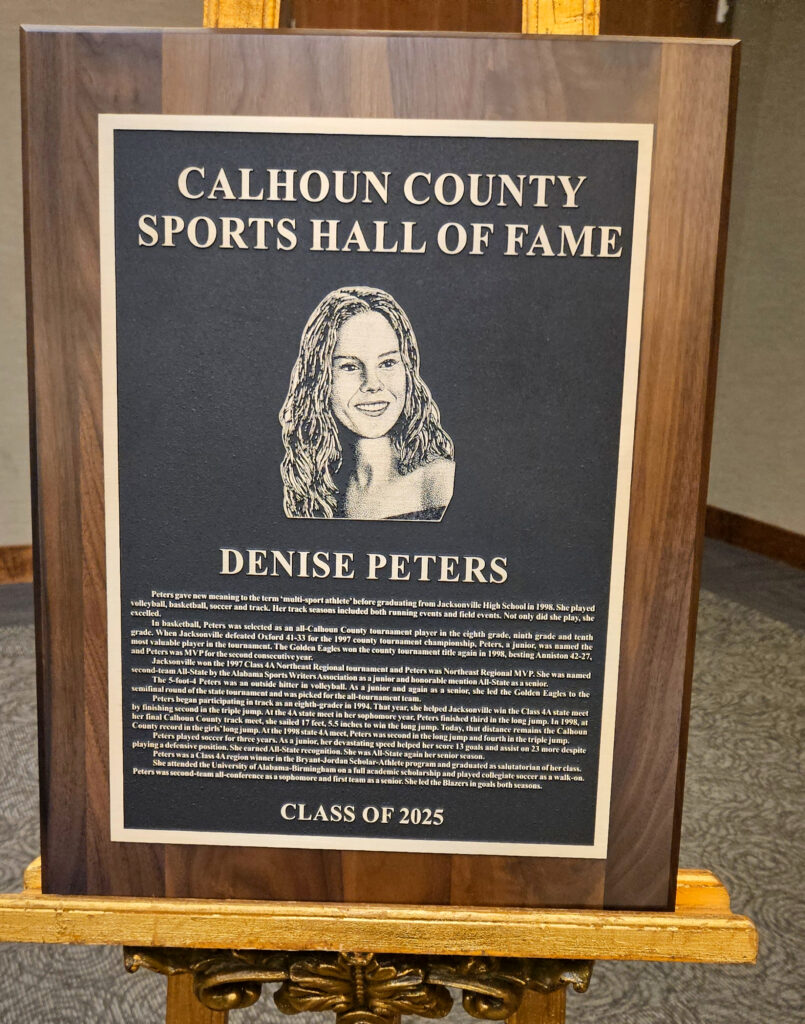 CALHOUN COUNTY
SPORTS HALL OF FAME
DENISE PETERS
Peters gave new meaning to the term 'multi-sport athlete' before graduating from Jacksonville High School in 1998. She played
volleyball, basketball, soccer and track. Her track seasons included both running events and field events. Not only did she play, she
excelled.
In basketball, Peters was selected as an all-Calhoun County tournament player in the eighth grade, ninth grade and tenth
grade. When Jacksonville defeated Oxford 41-33 for the 1997 county tournament championship, Peters, a junior, was named the
most valuable player in the tournament. The Golden Eagles won the county tournament title again in 1998, besting Anniston 42-27,
and Peters was MVP for the second consecutive year.
Jacksonville won the 1997 Class 4A Northeast Regional tournament and Peters was Northeast Regional MVP. She was named
second-team All-State by the Alabama Sports Writers Association as a junior and honorable mention All-State as a senior.
The 5-foot-4 Peters was an outside hitter in volleyball. As a junior and again as a senior, she led the Golden Eagles to the
semifinal round of the state tournament and was picked for the all-tournament team.
Peters began participating in track as an eighth-grader in 1994. That year, she helped Jacksonville win the Class 4A state meet
by finishing second in the triple jump. At the 4A state meet in her sophomore year, Peters finished third in the long jump. In 1998, at
her final Calhoun County track meet, she sailed 17 feet, 5.5 inches to win the long jump. Today, that distance remains the Calhoun
County record in the girls' long jump. At the 1998 state 4A meet, Peters was second in the long jump and fourth in the triple jump.
Peters played soccer for three years. As a junior, her devastating speed helped her score 13 goals and assist on 23 more despite
playing a defensive position. She earned All-State recognition. She was All-State again her senior season.
Peters was a Class 4A region winner in the Bryant-Jordan Scholar-Athlete program and graduated as salutatorian of her class.
She attended the University of Alabama-Birmingham on a full academic scholarship and played collegiate soccer as a walk-on.
Peters was second-team all-conference as a sophomore and first team as a senior. She led the Blazers in goals both seasons.
CLASS OF 2025